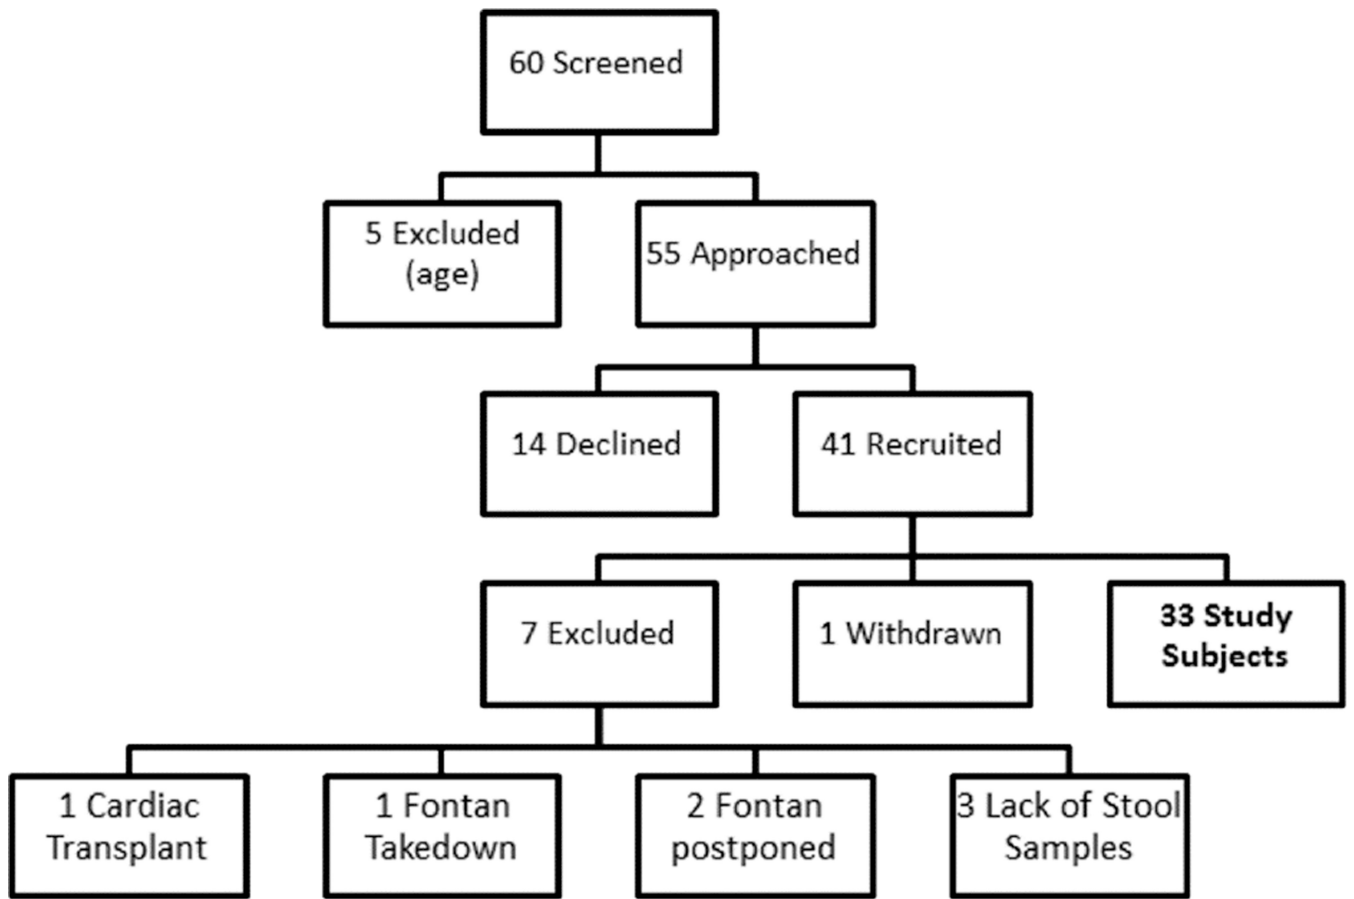 60 Screened
5 Excluded
(age)
55 Approached
14 Declined
41 Recruited
7 Excluded
1 Withdrawn
33 Study
Subjects
1 Cardiac
Transplant
1 Fontan
Takedown
2 Fontan
postponed
3 Lack of Stool
Samples